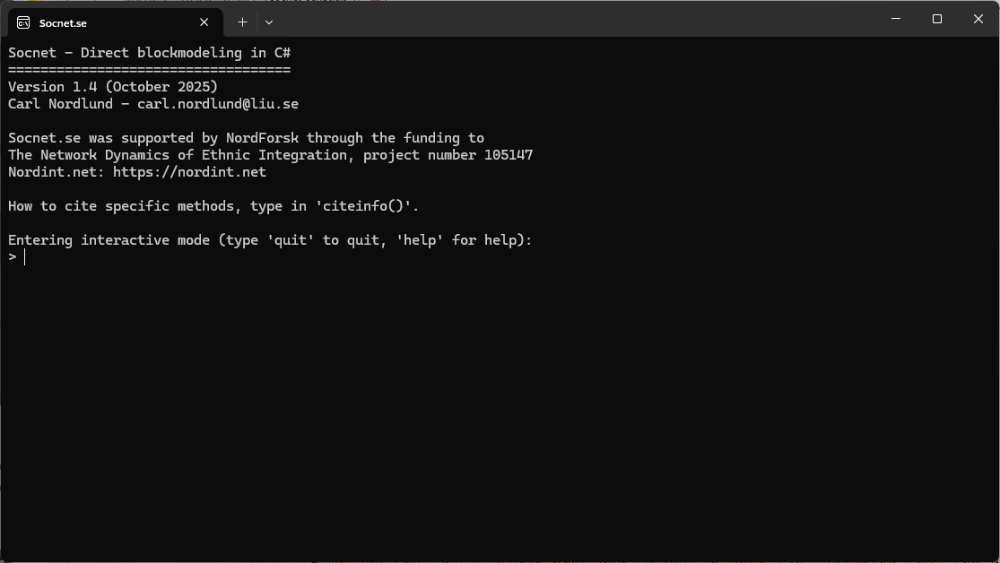 Socnet.se
Socnet - Direct blockmodeling in C#
===================================
Version 1.4 (October 2025)
Carl Nordlund - carl.nordlund@liu.se
Socnet.se was supported by NordForsk through the funding to
The Network Dynamics of Ethnic Integration, project number 105147
Nordint.net: https://nordint.net
How to cite specific methods, type in 'citeinfo()'.
Entering interactive mode (type 'quit' to quit, 'help' for help):
>